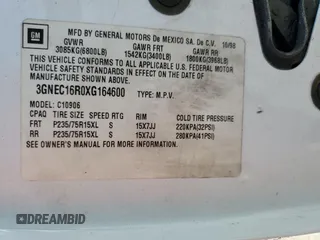 GM
MFD BY GENERAL MOTORS De MEXICO SA. De C.V. 10/98
GVWR GAWR FRT GAWR RR
3085KG(6800LB) 1542KG(3400LB) 1800KG(3968LB)
THIS VEHICLE CONFORMS TO ALL APPLICABLE U.S. FEDERAL
MOTOR VEHICLE SAFETY STANDARDS IN EFFECT ON THE
DATE OF MANUFACTURE SHOWN ABOVE.
3GNEC16R0XG164600 TYPE: M.P.V.
MODEL: C10906
CPAQ TIRE SIZE SPEED RTG RIM COLD TIRE PRESSURE
FRT P235/75R15XL S 15X7JJ 220KPA(32PSI)
RR P235/75R15XL S 15X7JJ 280KPA(41PSI)
SEE OWNER'S MANUAL FOR ADDITIONAL INFORMATION
DREAMBID